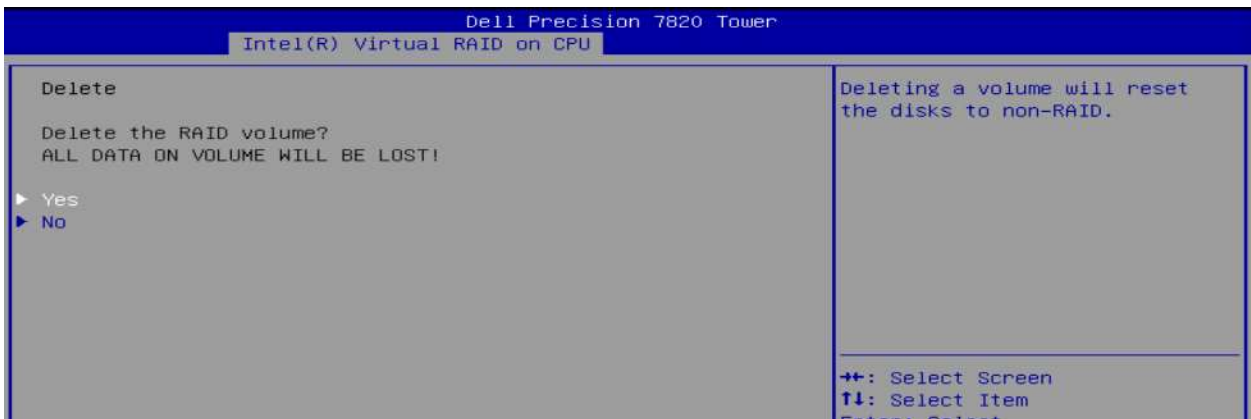 Dell Precision 7820 Tower
Intel(R) Virtual RAID on CPU
Delete
Delete the RAID volume?
ALL DATA ON VOLUME WILL BE LOST!
Yes
No
Deleting a volume will reset
the disks to non-RAID.
→←: Select Screen
↑↓: Select Item